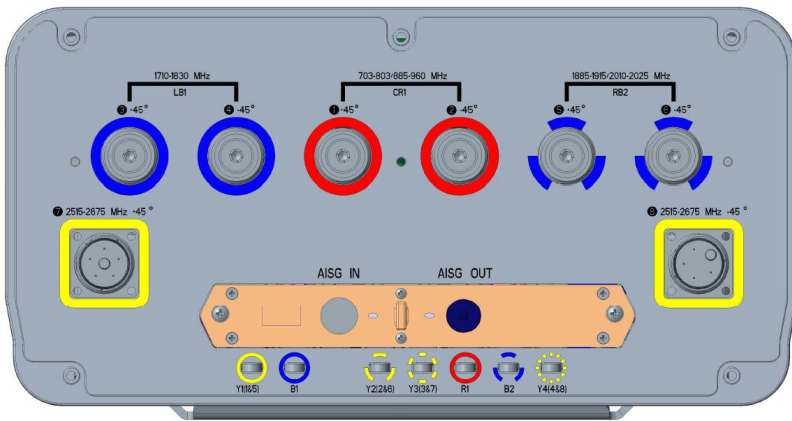 1710-1830 MHz 703-803/885-960 MHz 1885-1915/2010-2025 MHz
LB1 CR1 RB2
❸ +45° ❹ -45° ❶ +45° ❷ -45° ❺ +45° ❻ -45°
❼ 2515-2675 MHz -45° ❽ 2515-2675 MHz -45°
AISG IN AISG OUT
Y1(1&5) B1 Y2(2&6) Y3(3&7) R1 B2 Y4(4&8)